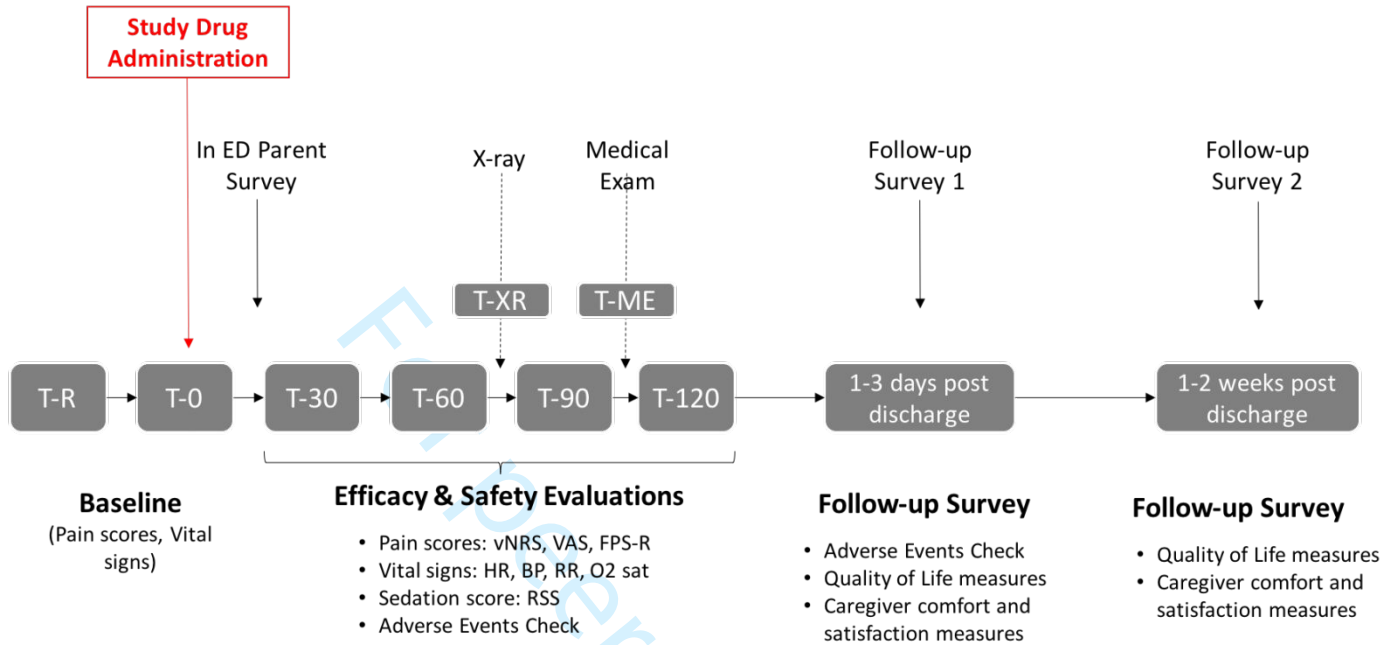 Study Drug
Administration
In ED Parent
Survey
X-ray
Medical
Exam
Follow-up
Survey 1
Follow-up
Survey 2
T-XR
T-ME
T-R
T-0
T-30
T-60
T-90
T-120
1-3 days post
discharge
1-2 weeks post
discharge
Baseline
(Pain scores, Vital
signs)
Efficacy & Safety Evaluations
• Pain scores: vNRS, VAS, FPS-R
• Vital signs: HR, BP, RR, O2 sat
• Sedation score: RSS
• Adverse Events Check
Follow-up Survey
• Adverse Events Check
• Quality of Life measures
• Caregiver comfort and
satisfaction measures
Follow-up Survey
• Quality of Life measures
• Caregiver comfort and
satisfaction measures
For peer